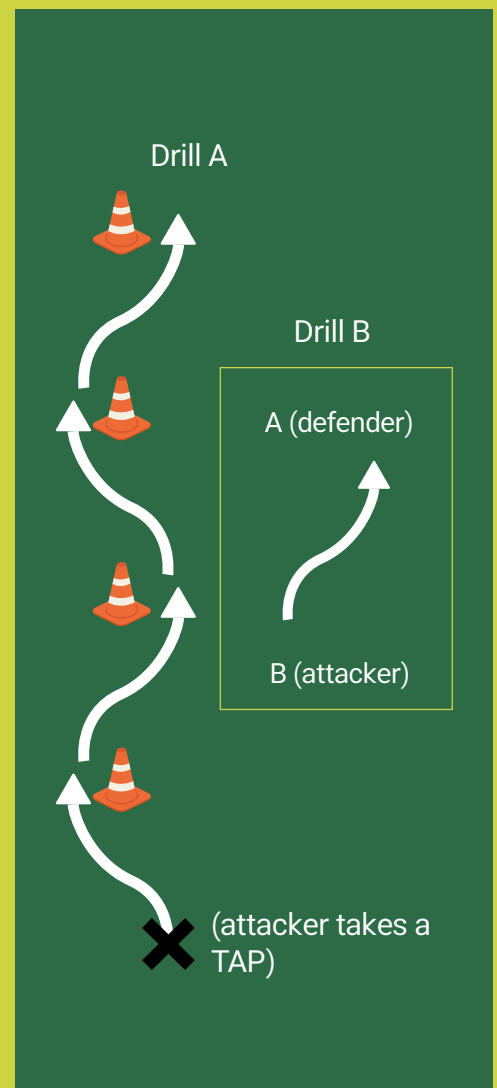 Drill A
Drill B
A (defender)
B (attacker)
(attacker takes a
TAP)